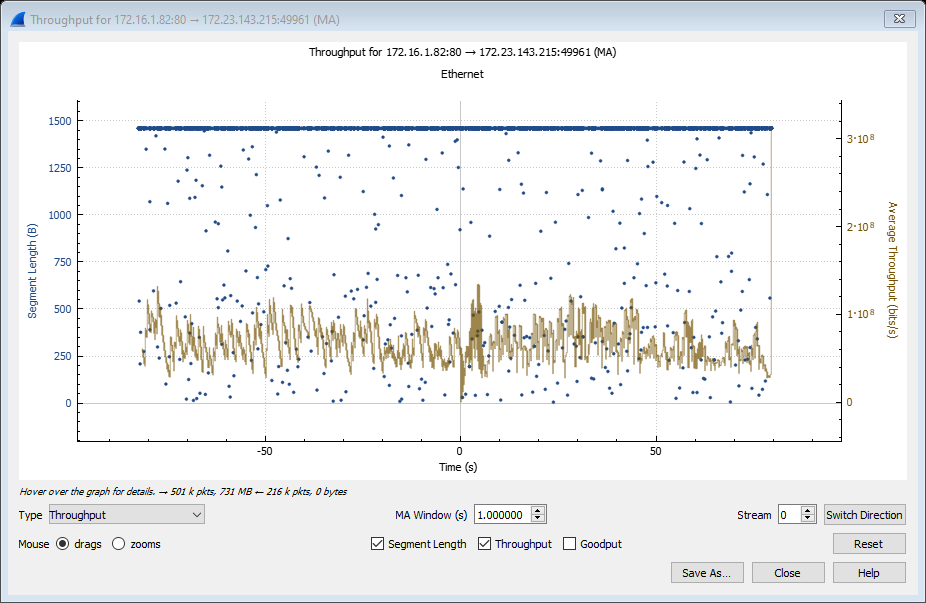 Throughput for 172.16.1.82:80 → 172.23.143.215:49961 (MA)
Throughput for 172.16.1.82:80 → 172.23.143.215:49961 (MA)
Ethernet
Segment Length (B)
1500
1250
1000
750
500
250
0
3·10⁸
2·10⁸
1·10⁸
0
Average Throughput (bits/s)
-50 0 50
Time (s)
Hover over the graph for details. → 501 k pkts, 731 MB ← 216 k pkts, 0 bytes
Type Throughput MA Window (s) 1.000000 Stream 0 Switch Direction
Mouse drags zooms Segment Length Throughput Goodput Reset
Save As... Close Help